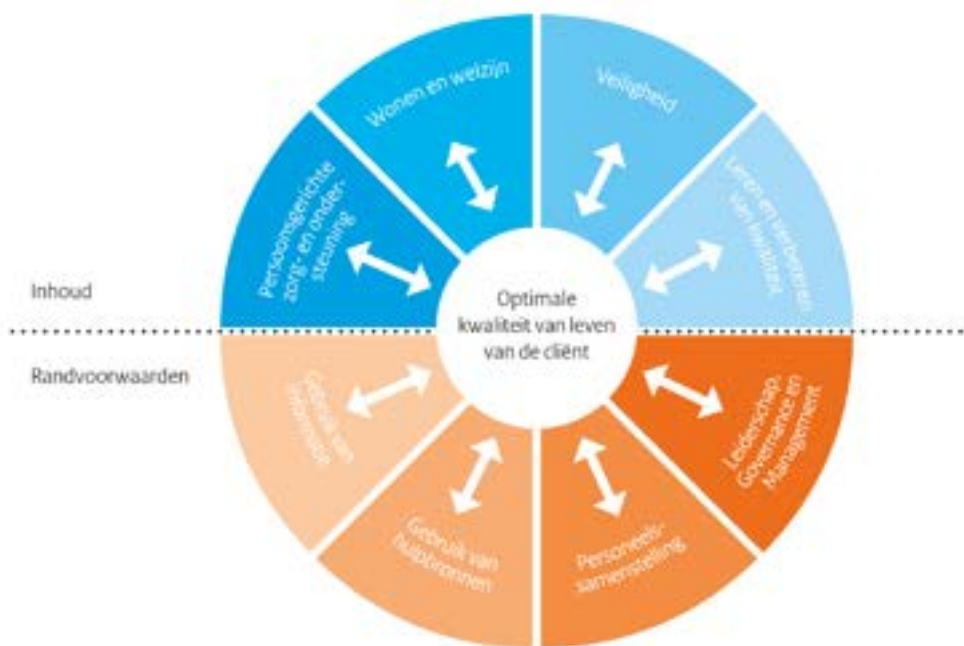 Wonen en welzijn
Veiligheid
Persoonsgerichte
zorg- en onder-
steuning
Leren en verbeteren
van kwaliteit
Inhoud
Optimale
kwaliteit van leven
van de cliënt
Randvoorwaarden
Gebruik van
informatie
Leiderschap,
Governance en
Management
Gebruik van
hulpbronnen
Personeels-
samenstelling